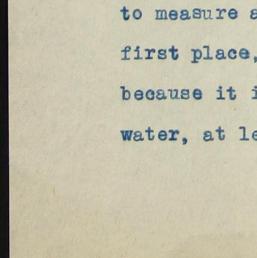 to measure a
first place,
because it i
water, at le